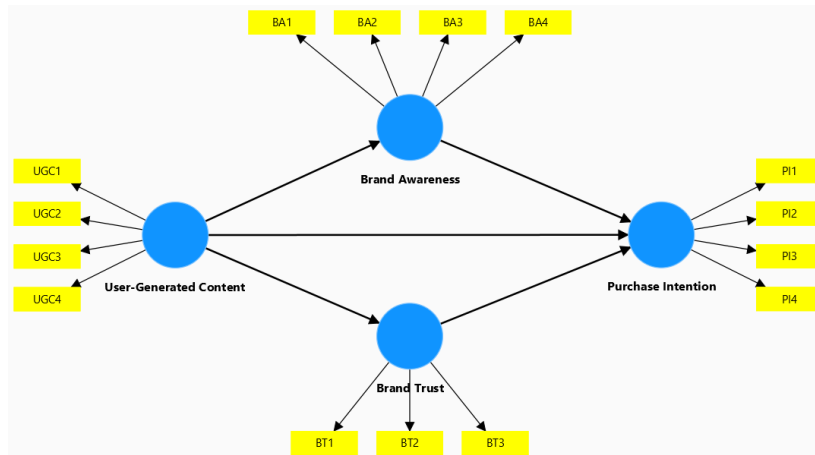 BA1
BA2
BA3
BA4
Brand Awareness
UGC1
UGC2
UGC3
UGC4
User-Generated Content
PI1
PI2
PI3
PI4
Purchase Intention
Brand Trust
BT1
BT2
BT3